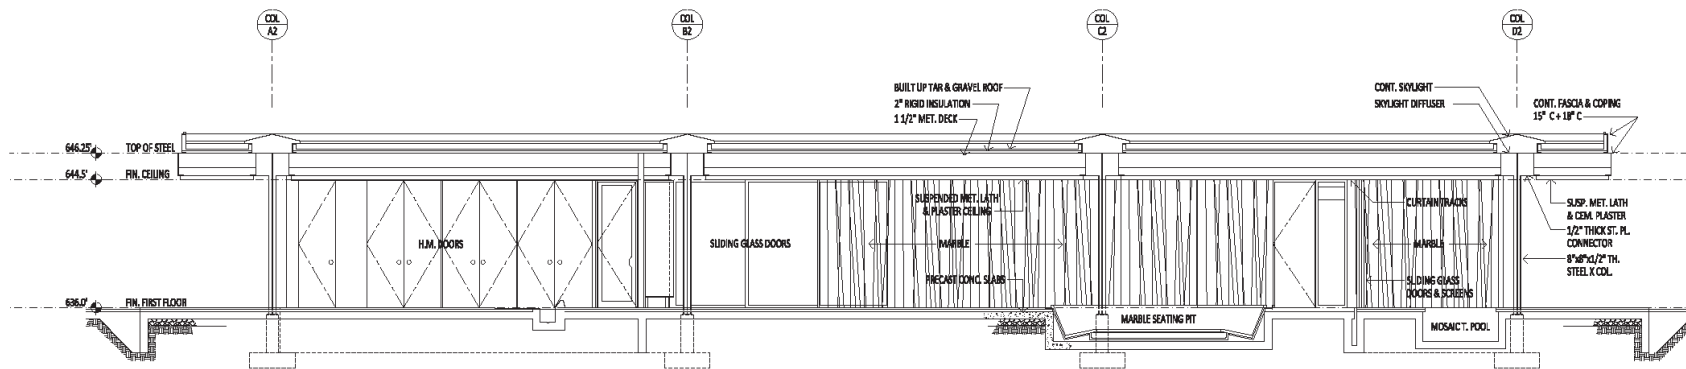 COL
A2
COL
B2
COL
C2
COL
D2
BUILT UP TAR & GRAVEL ROOF
2" RIGID INSULATION
1 1/2" MET. DECK
CONT. SKYLIGHT
SKYLIGHT DIFFUSER
CONT. FASCIA & COPING
15" C + 18" C
646.25'
TOP OF STEEL
644.5'
FIN. CEILING
SUSPENDED MET. LATH
& PLASTER CEILING
CURTAIN TRACKS
SUSP. MET. LATH
& CEM. PLASTER
1/2" THICK ST. PL.
CONNECTOR
8"x8"x1/2" TH.
STEEL X COL.
H.M. DOORS
SLIDING GLASS DOORS
MARBLE
MARBLE
PRECAST CONC. SLABS
SLIDING GLASS
DOORS & SCREENS
636.0'
FIN. FIRST FLOOR
MARBLE SEATING PIT
MOSAIC T. POOL